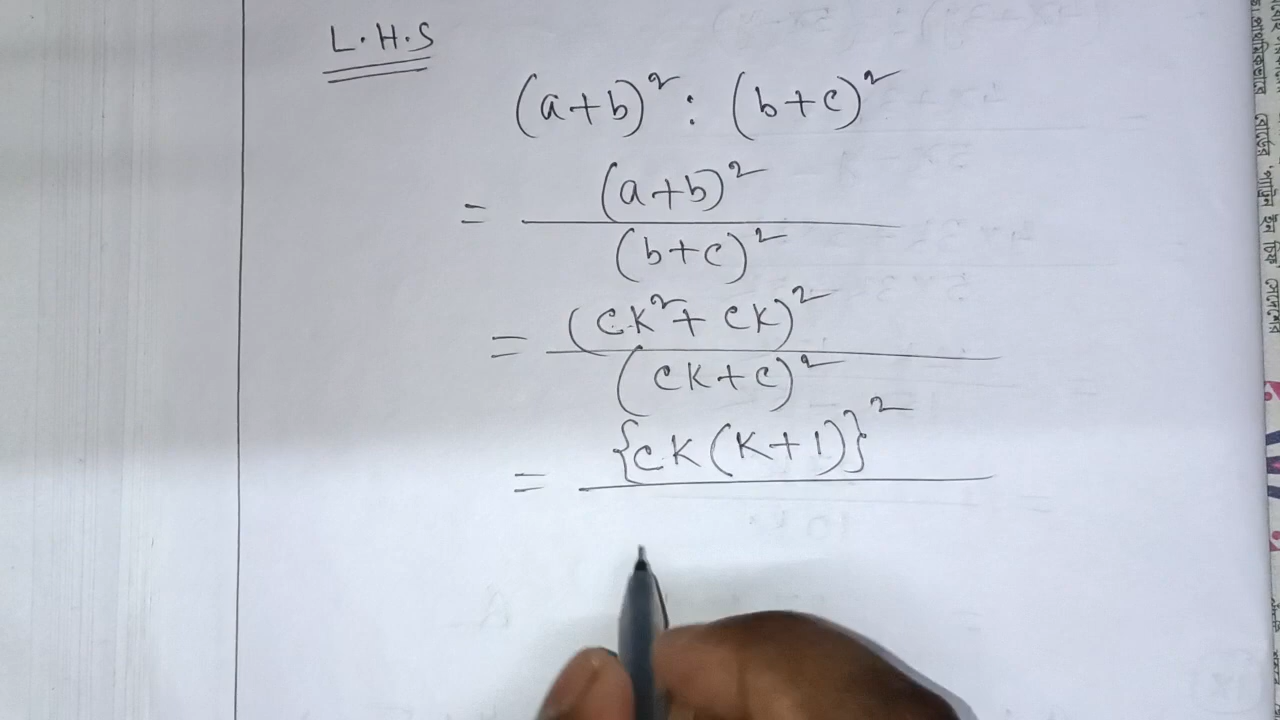 L.H.S
(a+b)² : (b+c)²
= (a+b)² / (b+c)²
= (ck²+ck)² / (ck+c)²
= {ck(k+1)}²